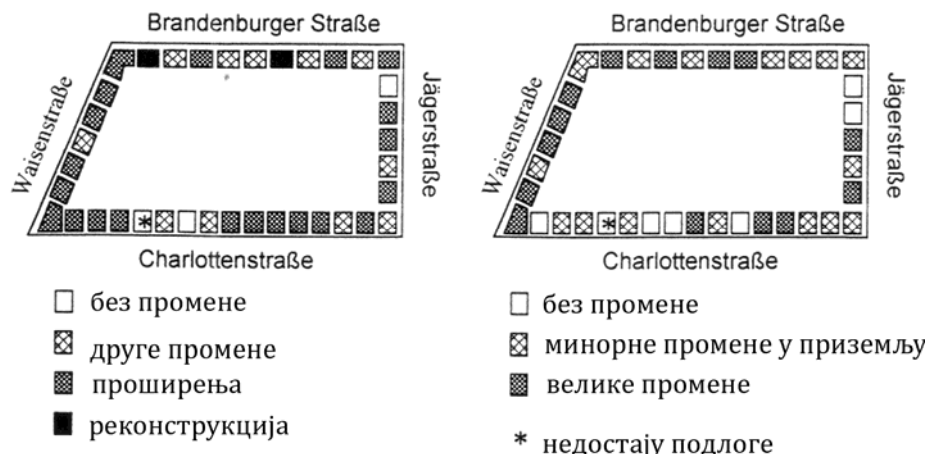 Brandenburger Straße
Waisenstraße
Jägerstraße
*
Charlottenstraße
без промене
друге промене
проширења
реконструкција
Brandenburger Straße
Waisenstraße
Jägerstraße
*
Charlottenstraße
без промене
минорне промене у приземљу
велике промене
* недостају подлоге